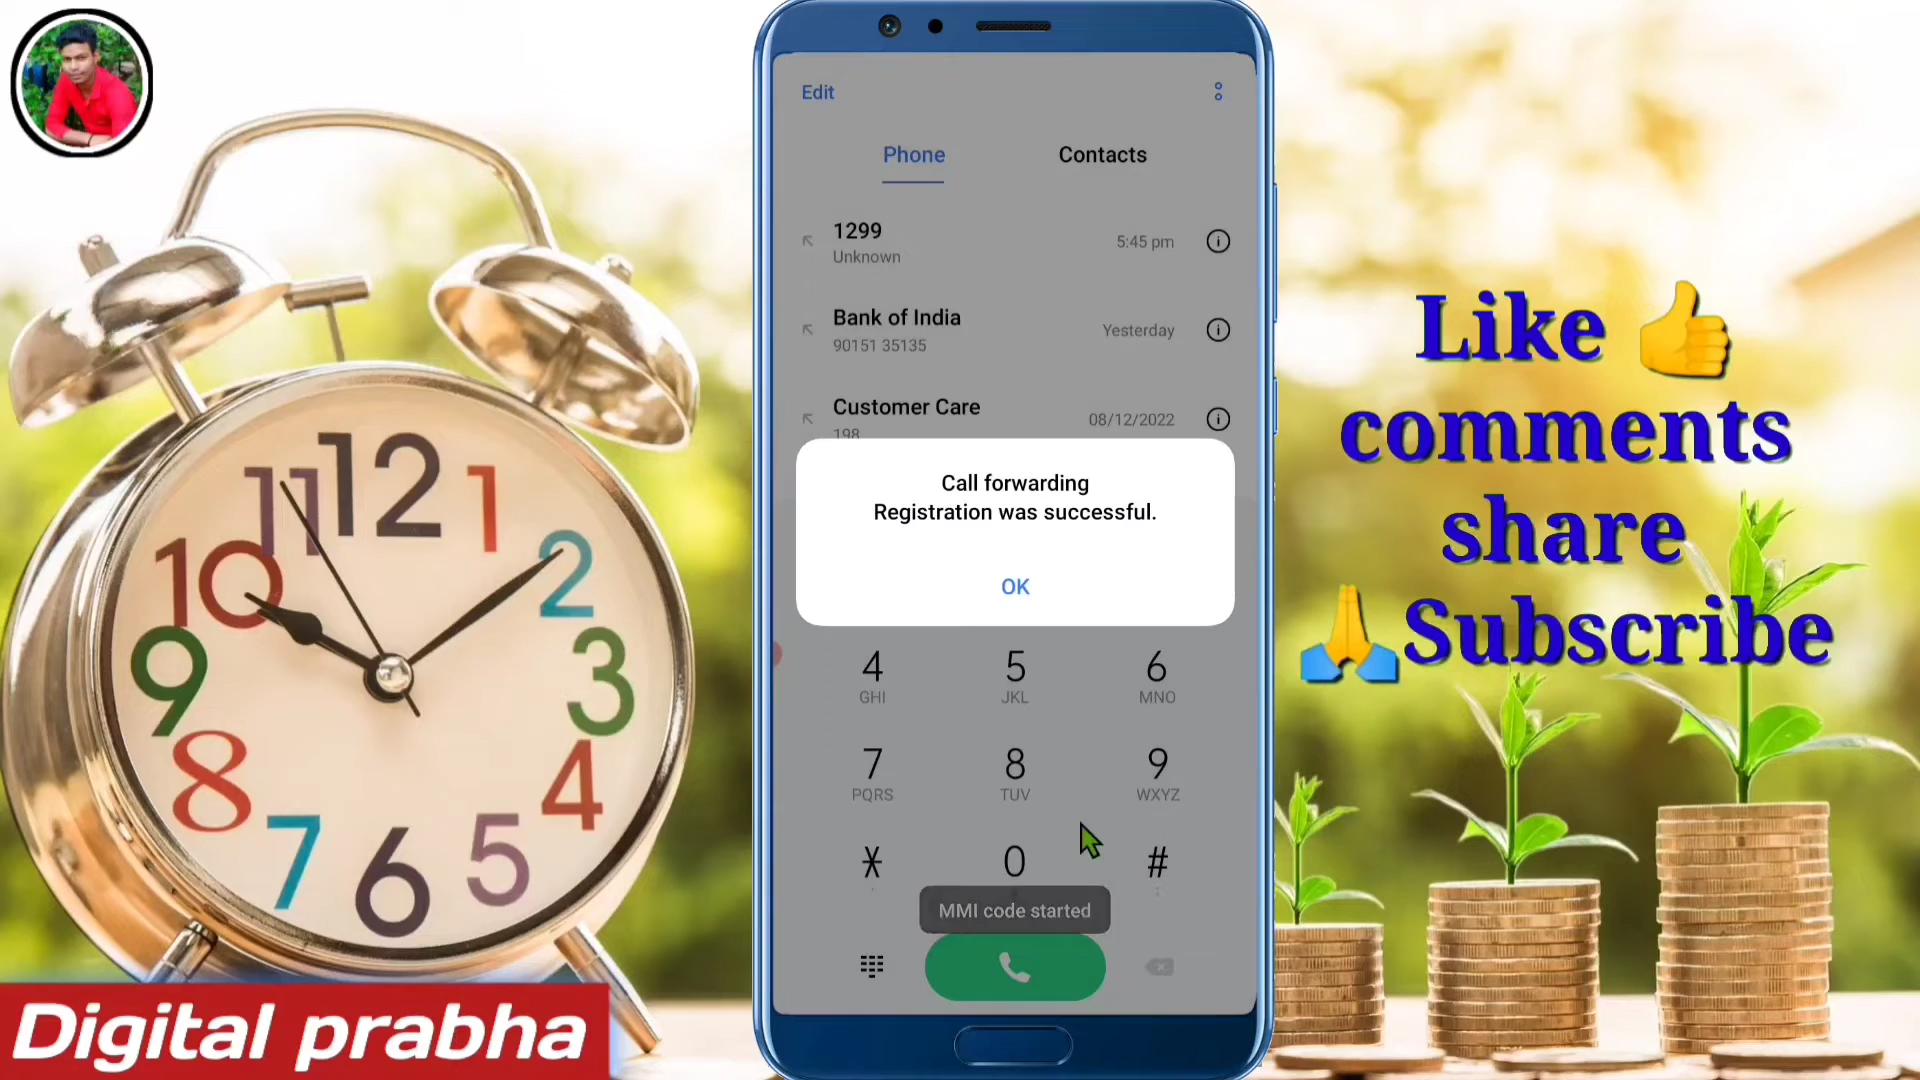 Edit
Phone
Contacts
1299
Unknown
5:45 pm
Bank of India
90151 35135
Yesterday
Customer Care
198
08/12/2022
Call forwarding
Registration was successful.
OK
4
GHI
5
JKL
6
MNO
7
PQRS
8
TUV
9
WXYZ
*
0
#
MMI code started
Like 👍
comments
share
🙏Subscribe
12
1
2
3
4
5
6
7
8
9
10
11
Digital prabha